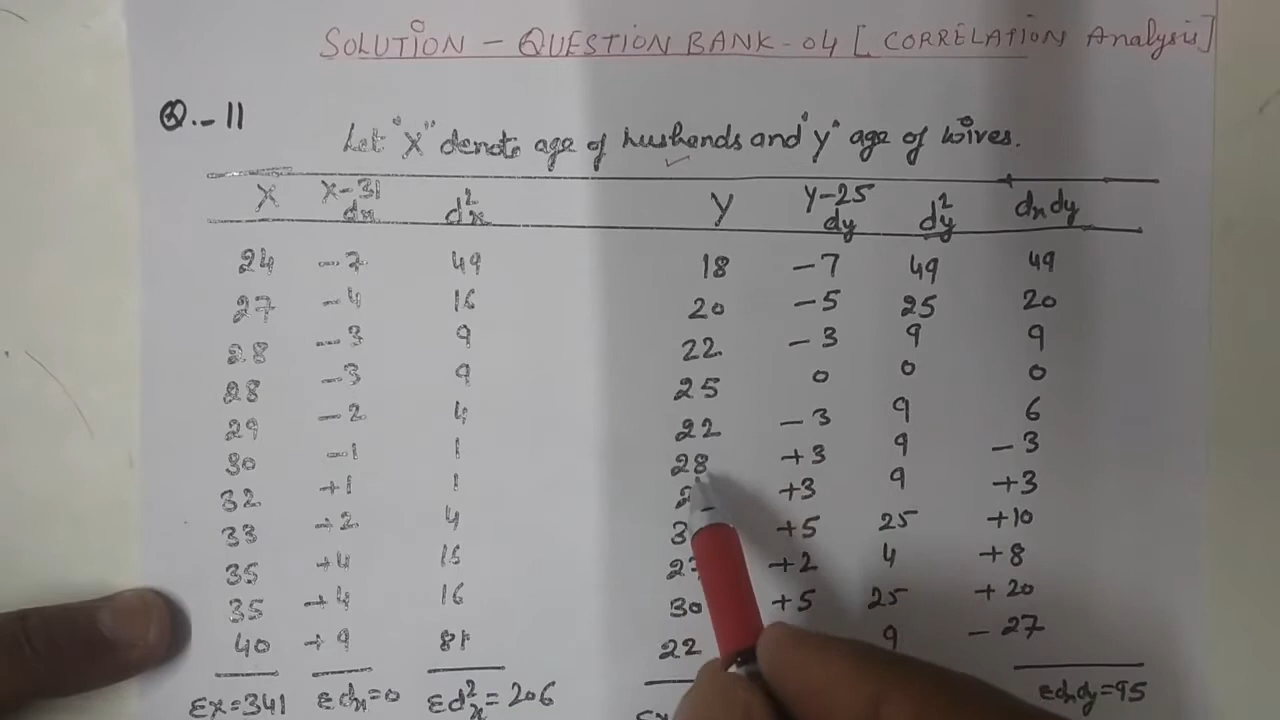 SOLUTION - QUESTION BANK - 04 [ CORRELATION Analysis]
Q.-11
Let "X" denote age of husbands and "Y" age of wives.
X X-31 dx d²x Y Y-25 dy d²y dxdy
24 -7 49 18 -7 49 49
27 -4 16 20 -5 25 20
28 -3 9 22 -3 9 9
28 -3 9 25 0 0 0
29 -2 4 22 -3 9 6
30 -1 1 28 +3 9 -3
32 +1 1 +3 9 +3
33 +2 4 +5 25 +10
35 +4 16 +2 4 +8
35 +4 16 30 +5 25 +20
40 +9 81 22 9 -27
Σx=341 Σdx=0 Σd²x=206 Σdxdy=95